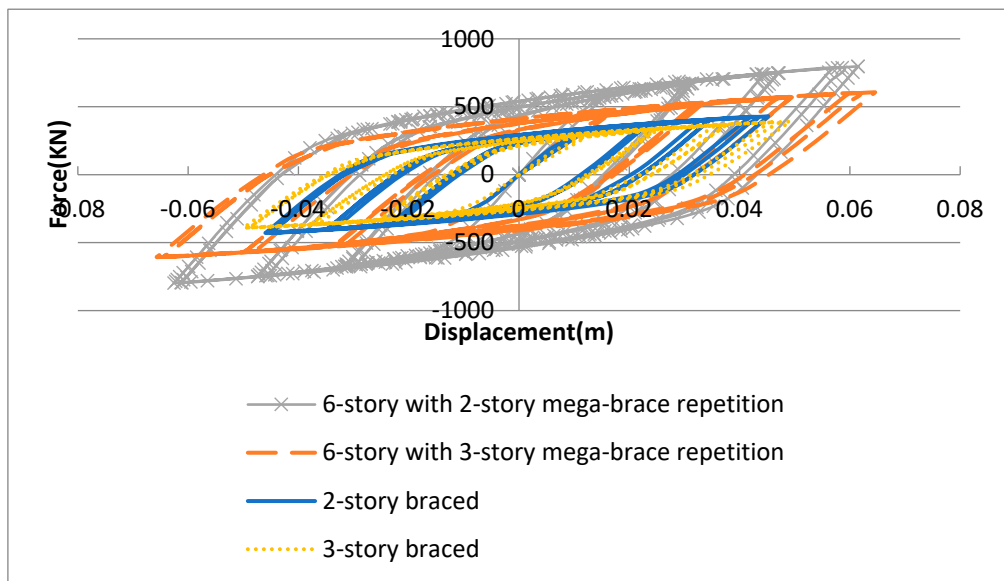 1000
500
0
-500
-1000
0.08
-0.06
-0.04
-0.02
0
0.02
0.04
0.06
0.08
Force(KN)
Displacement(m)
6-story with 2-story mega-brace repetition
6-story with 3-story mega-brace repetition
2-story braced
3-story braced